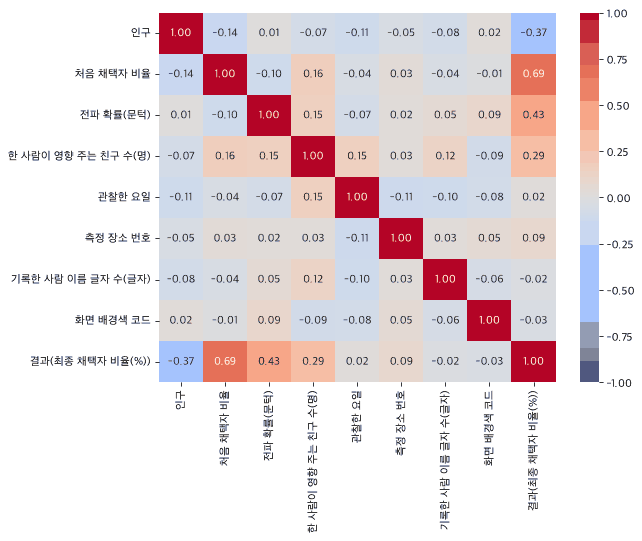 인구 1.00 -0.14 0.01 -0.07 -0.11 -0.05 -0.08 0.02 -0.37
처음 채택자 비율 -0.14 1.00 -0.10 0.16 -0.04 0.03 -0.04 -0.01 0.69
전파 확률(문턱) 0.01 -0.10 1.00 0.15 -0.07 0.02 0.05 0.09 0.43
한 사람이 영향 주는 친구 수(명) -0.07 0.16 0.15 1.00 0.15 0.03 0.12 -0.09 0.29
관찰한 요일 -0.11 -0.04 -0.07 0.15 1.00 -0.11 -0.10 -0.08 0.02
측정 장소 번호 -0.05 0.03 0.02 0.03 -0.11 1.00 0.03 0.05 0.09
기록한 사람 이름 글자 수(글자) -0.08 -0.04 0.05 0.12 -0.10 0.03 1.00 -0.06 -0.02
화면 배경색 코드 0.02 -0.01 0.09 -0.09 -0.08 0.05 -0.06 1.00 -0.03
결과(최종 채택자 비율(%)) -0.37 0.69 0.43 0.29 0.02 0.09 -0.02 -0.03 1.00
인구
처음 채택자 비율
전파 확률(문턱)
한 사람이 영향 주는 친구 수(명)
관찰한 요일
측정 장소 번호
기록한 사람 이름 글자 수(글자)
화면 배경색 코드
결과(최종 채택자 비율(%))
1.00
0.75
0.50
0.25
0.00
-0.25
-0.50
-0.75
-1.00